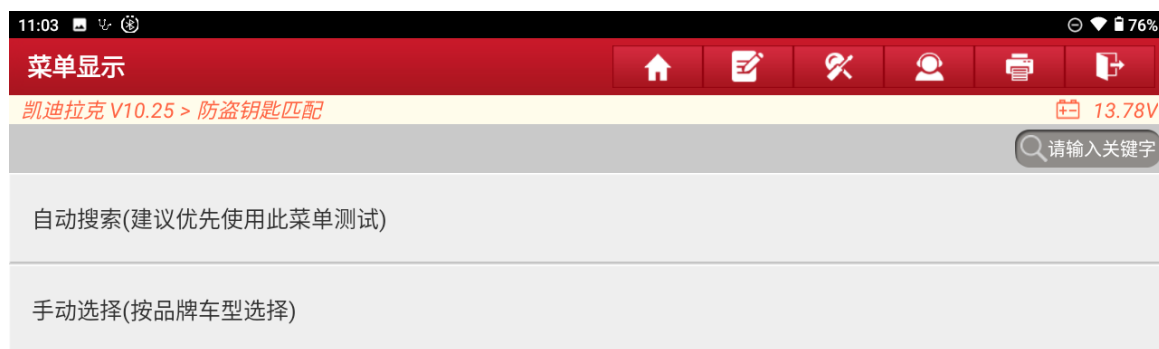 11:03 76%
菜单显示
凯迪拉克 V10.25 > 防盗钥匙匹配 13.78V
请输入关键字
自动搜索(建议优先使用此菜单测试)
手动选择(按品牌车型选择)